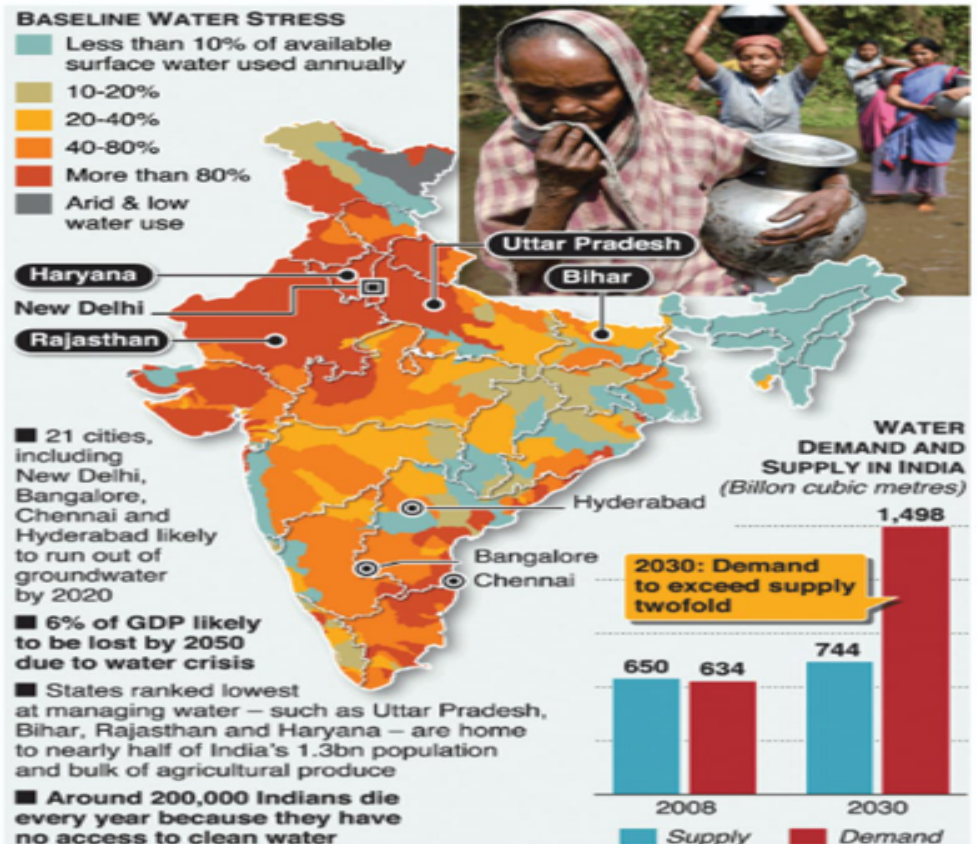 BASELINE WATER STRESS
Less than 10% of available
surface water used annually
10-20%
20-40%
40-80%
More than 80%
Arid & low
water use
Uttar Pradesh
Bihar
Haryana
New Delhi
Rajasthan
Hyderabad
Bangalore
Chennai
■ 21 cities,
including
New Delhi,
Bangalore,
Chennai and
Hyderabad likely
to run out of
groundwater
by 2020
■ 6% of GDP likely
to be lost by 2050
due to water crisis
■ States ranked lowest
at managing water – such as Uttar Pradesh,
Bihar, Rajasthan and Haryana – are home
to nearly half of India's 1.3bn population
and bulk of agricultural produce
■ Around 200,000 Indians die
every year because they have
no access to clean water
WATER
DEMAND AND
SUPPLY IN INDIA
(Billon cubic metres)
1,498
2030: Demand
to exceed supply
twofold
650 634
744
2008 2030
Supply Demand